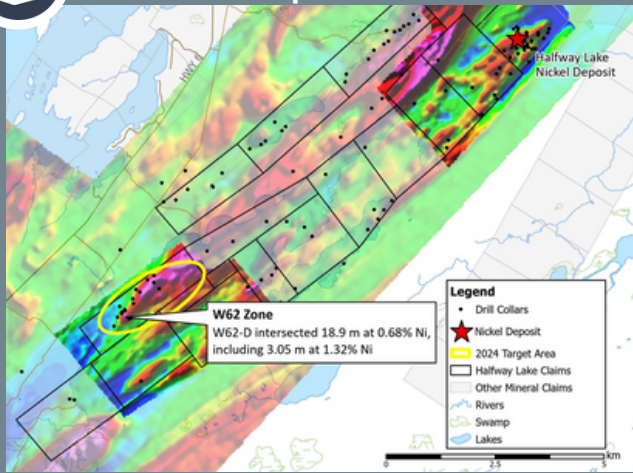 Halfway Lake
Nickel Deposit
HWY 6
W62 Zone
W62-D intersected 18.9 m at 0.68% Ni,
including 3.05 m at 1.32% Ni
Legend
Drill Collars
Nickel Deposit
2024 Target Area
Halfway Lake Claims
Other Mineral Claims
Rivers
Swamp
Lakes
0 2.5 5 km